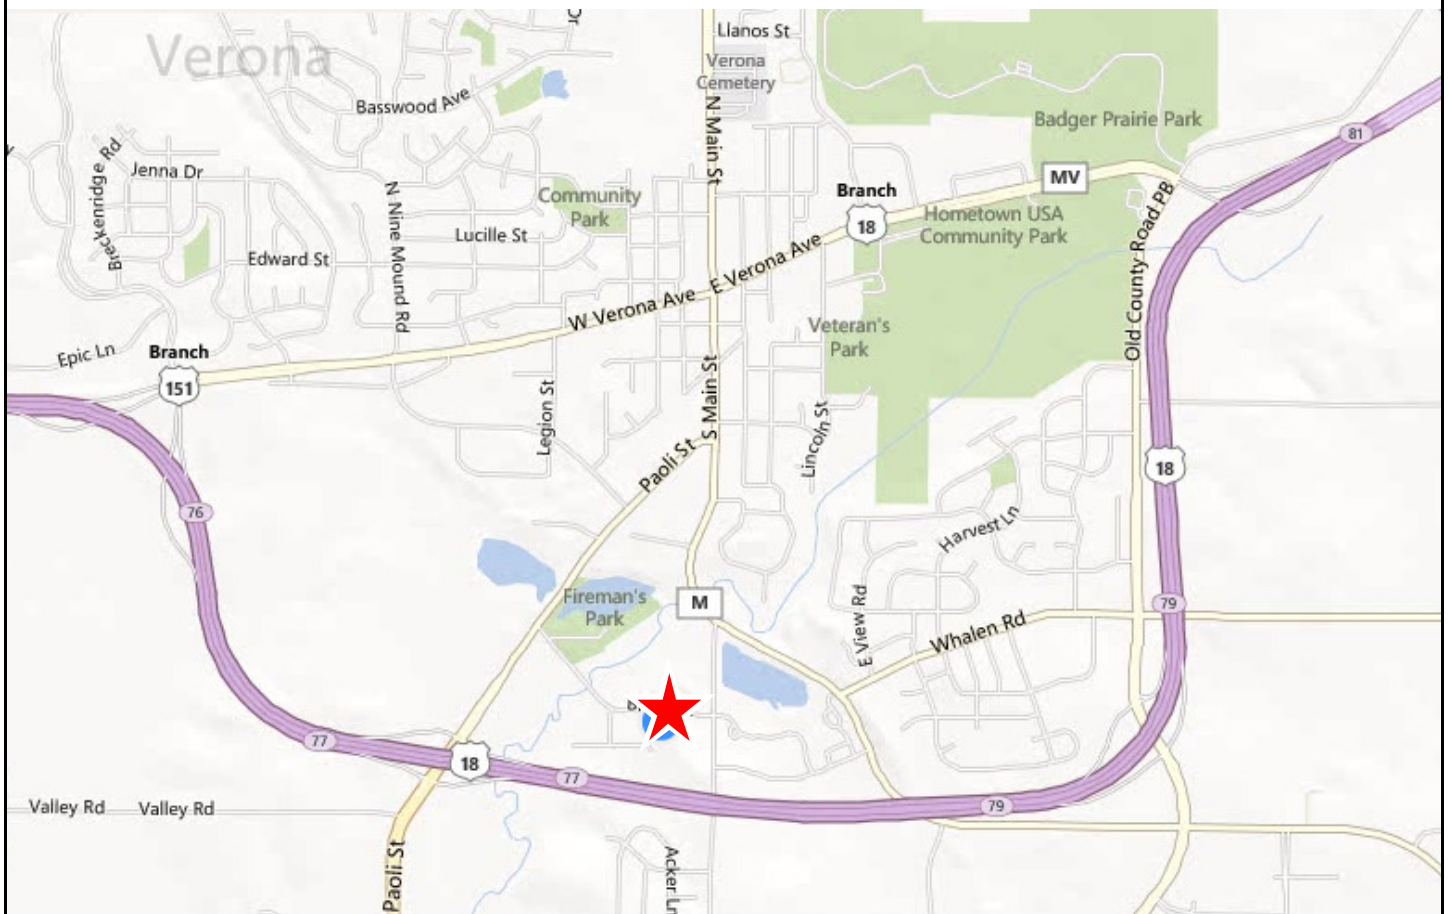 Verona
Llanos St
Verona
Cemetery
Basswood Ave
N Main St
Badger Prairie Park
81
Breckenridge Rd
Jenna Dr
N Nine Mound Rd
Community
Park
Branch
18
MV
Hometown USA
Community Park
Old County Road PB
Lucille St
Edward St
E Verona Ave
W Verona Ave
Veteran's
Park
Epic Ln
Branch
151
S Main St
Legion St
Lincoln St
Paoli St
18
76
Harvest Ln
Fireman's
Park
M
E View Rd
Whalen Rd
79
77
18
77
79
Valley Rd
Valley Rd
Paoli St
Acker Ln